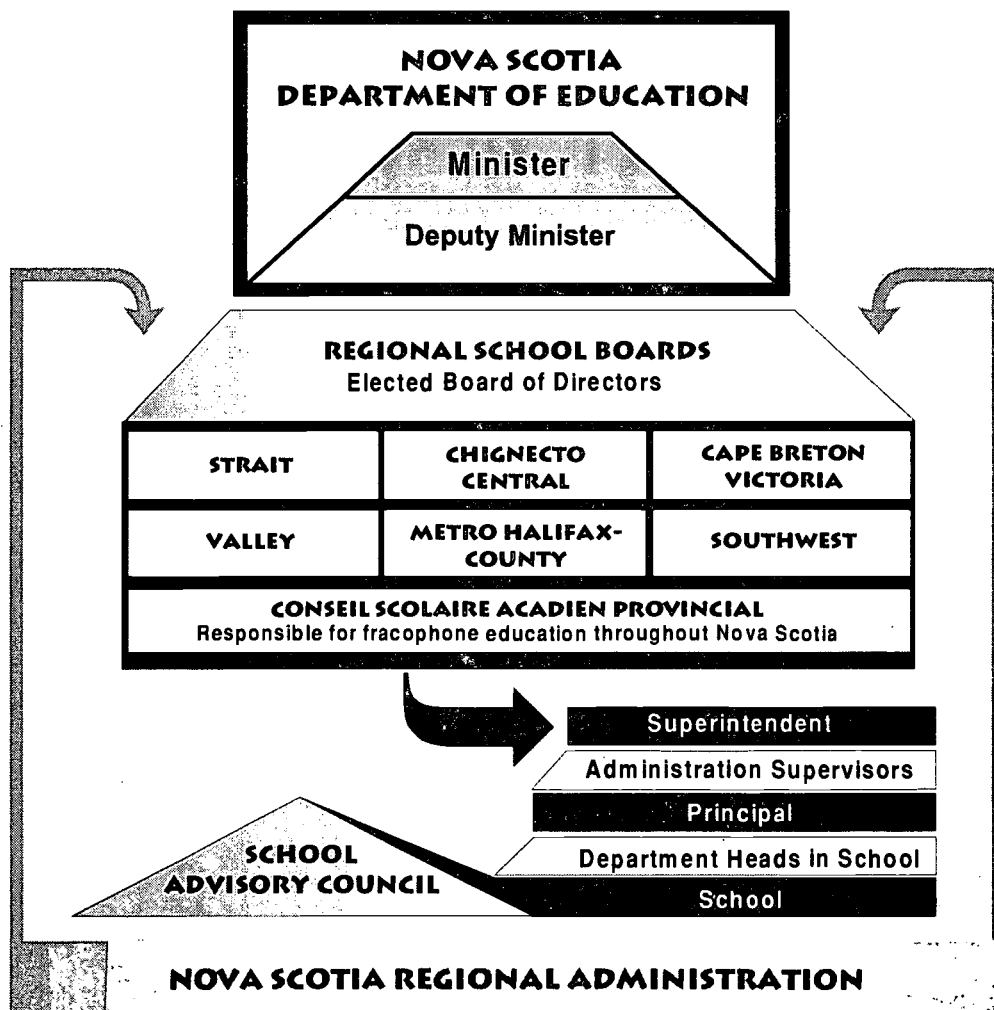 NOVA SCOTIA
DEPARTMENT OF EDUCATION
Minister
Deputy Minister
REGIONAL SCHOOL BOARDS
Elected Board of Directors
STRAIT
CHIGNECTO
CENTRAL
CAPE BRETON
VICTORIA
VALLEY
METRO HALIFAX-
COUNTY
SOUTHWEST
CONSEIL SCOLAIRE ACADIEN PROVINCIAL
Responsible for fracophone education throughout Nova Scotia
Superintendent
Administration Supervisors
Principal
Department Heads in School
School
SCHOOL
ADVISORY COUNCIL
NOVA SCOTIA REGIONAL ADMINISTRATION